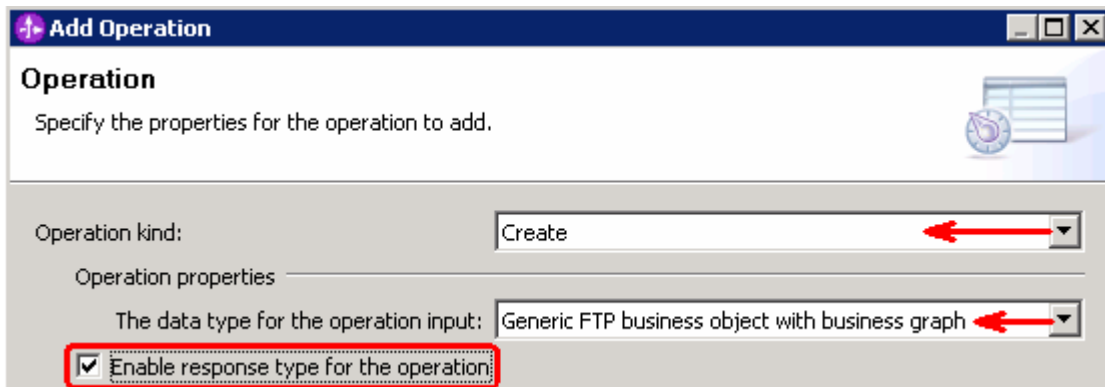 Add Operation
Operation
Specify the properties for the operation to add.
Operation kind: Create
Operation properties
The data type for the operation input: Generic FTP business object with business graph
Enable response type for the operation